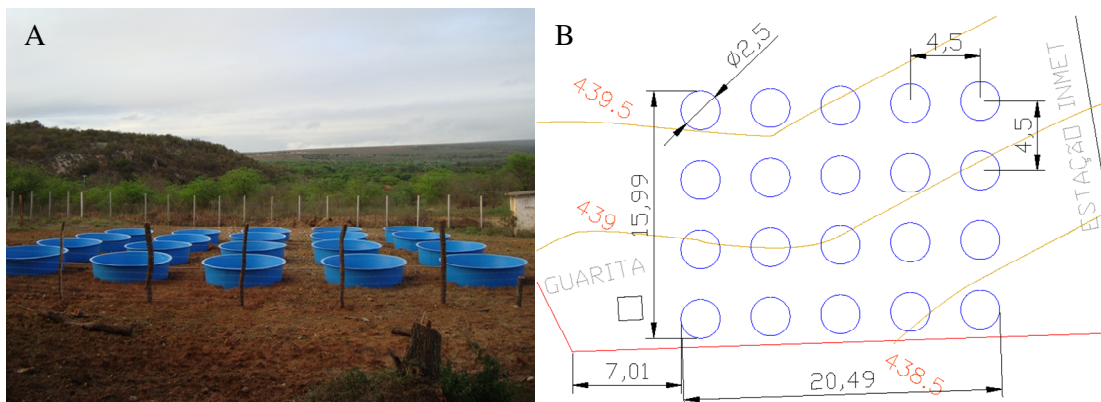 A
B
ø2,5
4,5
439.5
ESTAÇÃO INMET
4,5
15,99
439
GUARITA
7,01
20,49
438.5